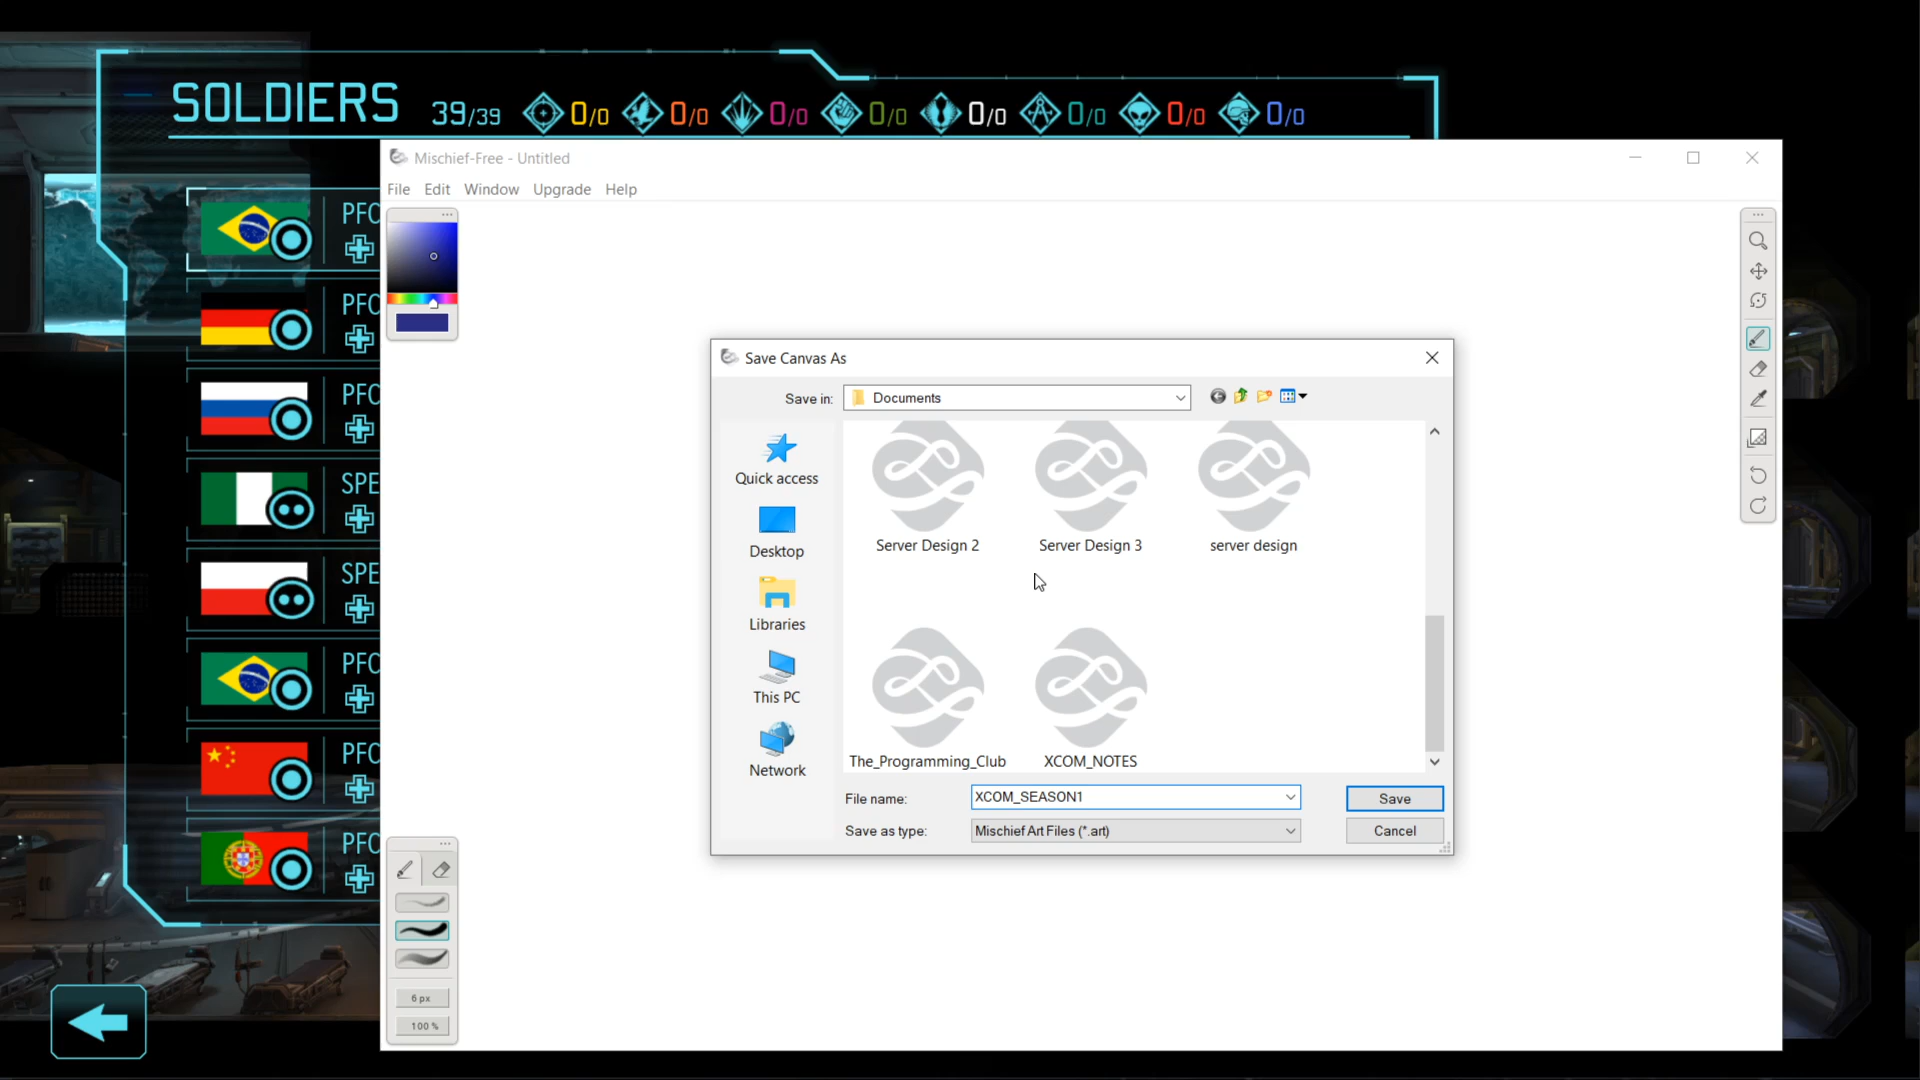 SOLDIERS 39/39 0/0 0/0 0/0 0/0 0/0 0/0 0/0 0/0
Mischief-Free - Untitled
File Edit Window Upgrade Help
PFC
PFC
PFC
SPE
SPE
PFC
PFC
PFC
Save Canvas As
Save in: Documents
Quick access
Desktop
Libraries
This PC
Network
Server Design 2 Server Design 3 server design
The_Programming_Club XCOM_NOTES
File name: XCOM_SEASON1 Save
Save as type: Mischief Art Files (*.art) Cancel
6 px
100 %